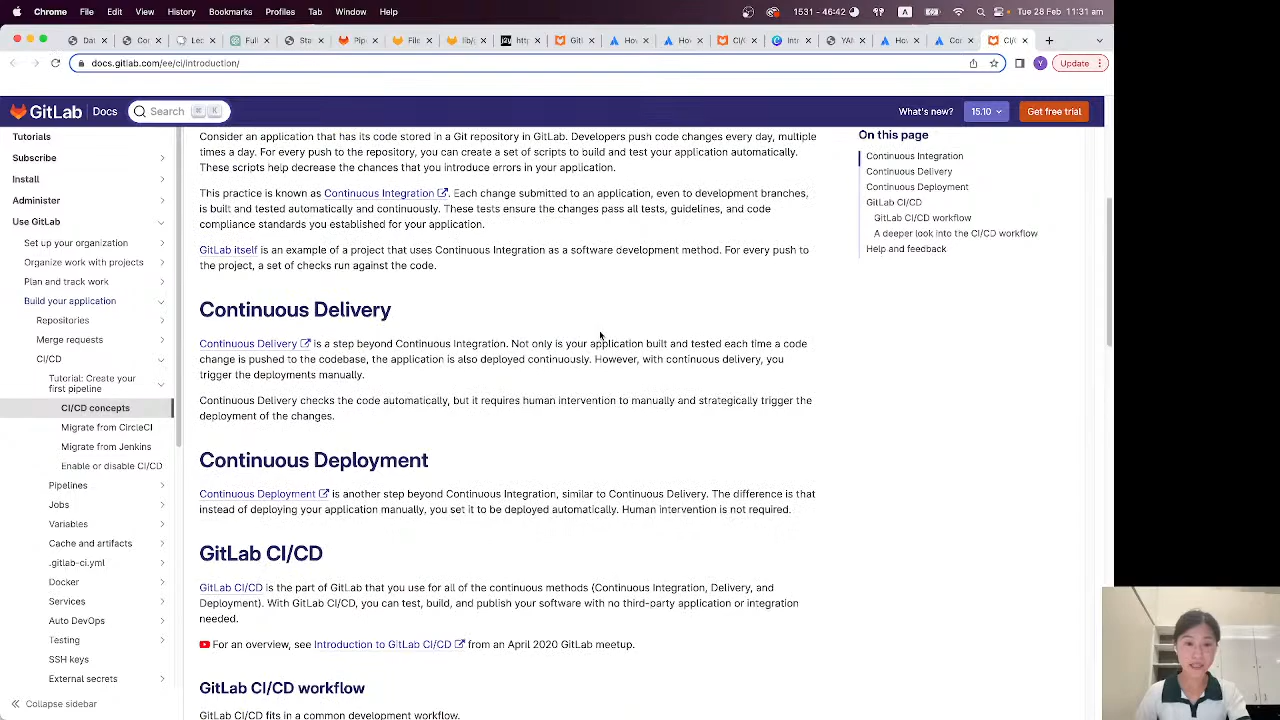 Chrome File Edit View History Bookmarks Profiles Tab Window Help 1531 - 46:42 A Tue 28 Feb 11:31 am
Dat Co Lec Full Sta Pip File lib/ http Gitl Hov Hov CI/ Intr YAM Hov Co CI/
docs.gitlab.com/ee/ci/introduction/ Y Update
GitLab Docs Search ⌘ K What's new? 15.10 Get free trial
Tutorials
Subscribe
Install
Administer
Use GitLab
Set up your organization
Organize work with projects
Plan and track work
Build your application
Repositories
Merge requests
CI/CD
Tutorial: Create your
first pipeline
CI/CD concepts
Migrate from CircleCI
Migrate from Jenkins
Enable or disable CI/CD
Pipelines
Jobs
Variables
Cache and artifacts
.gitlab-ci.yml
Docker
Services
Auto DevOps
Testing
SSH keys
External secrets
Collapse sidebar
Consider an application that has its code stored in a Git repository in GitLab. Developers push code changes every day, multiple
times a day. For every push to the repository, you can create a set of scripts to build and test your application automatically.
These scripts help decrease the chances that you introduce errors in your application.
This practice is known as Continuous Integration. Each change submitted to an application, even to development branches,
is built and tested automatically and continuously. These tests ensure the changes pass all tests, guidelines, and code
compliance standards you established for your application.
GitLab itself is an example of a project that uses Continuous Integration as a software development method. For every push to
the project, a set of checks run against the code.
Continuous Delivery
Continuous Delivery is a step beyond Continuous Integration. Not only is your application built and tested each time a code
change is pushed to the codebase, the application is also deployed continuously. However, with continuous delivery, you
trigger the deployments manually.
Continuous Delivery checks the code automatically, but it requires human intervention to manually and strategically trigger the
deployment of the changes.
Continuous Deployment
Continuous Deployment is another step beyond Continuous Integration, similar to Continuous Delivery. The difference is that
instead of deploying your application manually, you set it to be deployed automatically. Human intervention is not required.
GitLab CI/CD
GitLab CI/CD is the part of GitLab that you use for all of the continuous methods (Continuous Integration, Delivery, and
Deployment). With GitLab CI/CD, you can test, build, and publish your software with no third-party application or integration
needed.
For an overview, see Introduction to GitLab CI/CD from an April 2020 GitLab meetup.
GitLab CI/CD workflow
GitLab CI/CD fits in a common development workflow.
On this page
Continuous Integration
Continuous Delivery
Continuous Deployment
GitLab CI/CD
GitLab CI/CD workflow
A deeper look into the CI/CD workflow
Help and feedback